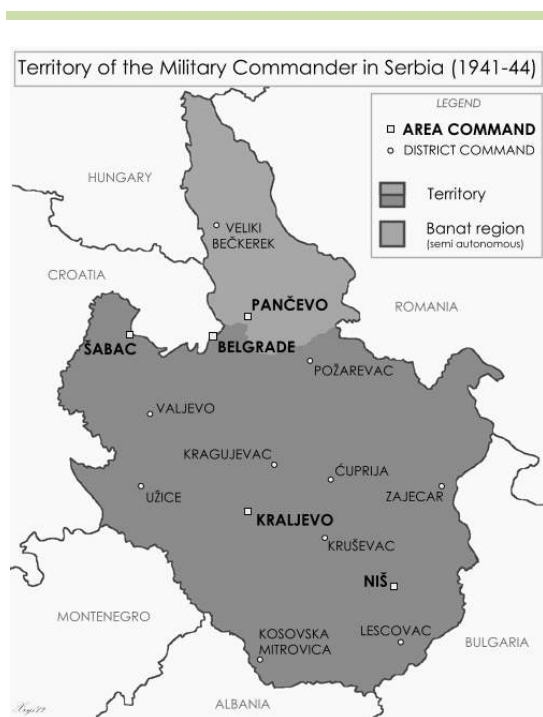 Territory of the Military Commander in Serbia (1941-44)
LEGEND
AREA COMMAND
DISTRICT COMMAND
Territory
Banat region
(semi autonomous)
HUNGARY
VELIKI
BEČKEREK
CROATIA
PANČEVO
ROMANIA
ŠABAC
BELGRADE
POŽAREVAC
VALJEVO
KRAGUJEVAC
ĆUPRIJA
UŽICE
ZAJECAR
KRALJEVO
KRUŠEVAC
NIŠ
MONTENEGRO
KOSOVSKA
MITROVICA
LESCOVAC
BULGARIA
ALBANIA